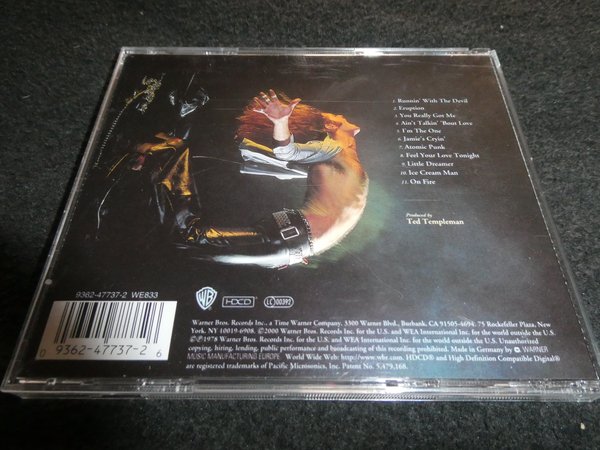 1. Runnin' With The Devil
2. Eruption
3. You Really Got Me
4. Ain't Talkin' 'Bout Love
5. I'm The One
6. Jamie's Cryin'
7. Atomic Punk
8. Feel Your Love Tonight
9. Little Dreamer
10. Ice Cream Man
11. On Fire
Produced by
Ted Templeman
9362-47737-2 WE833
0 9362-47737-2 6
WB
HDCD
LC 00392
Warner Bros. Records Inc., a Time Warner Company, 3300 Warner Blvd., Burbank, CA 91505-4694, 75 Rockefeller Plaza, New
York, NY 10019-6908. ©2000 Warner Bros. Records Inc. for the U.S. and WEA International Inc. for the world outside the U.S.
©℗1978 Warner Bros. Records Inc. for the U.S. and WEA International Inc. for the world outside the U.S. Unauthorized
copying, hiring, lending, public performance and broadcasting of this recording prohibited. Made in Germany by WARNER
MUSIC MANUFACTURING EUROPE. World Wide Web: http://www.wbr.com. HDCD® and High Definition Compatible Digital®
are registered trademarks of Pacific Microsonics, Inc. Patent No. 5,479,168.